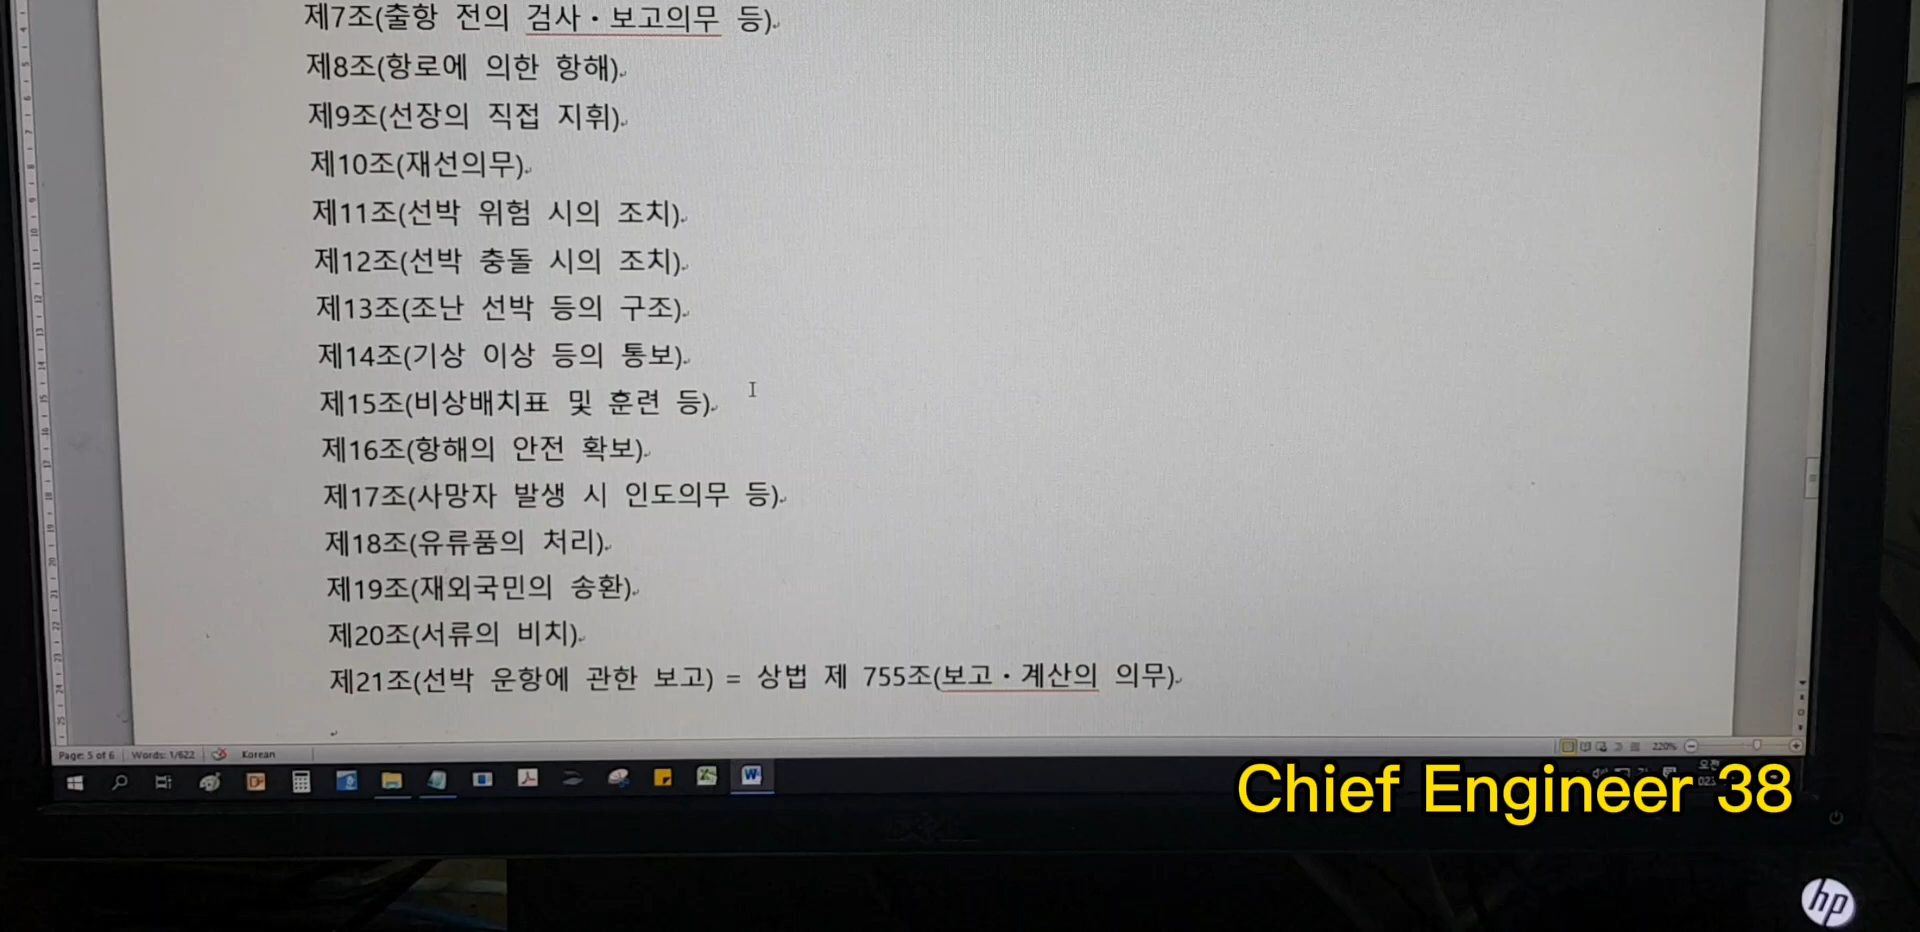 제7조(출항 전의 검사・보고의무 등)
제8조(항로에 의한 항해)
제9조(선장의 직접 지휘)
제10조(재선의무)
제11조(선박 위험 시의 조치)
제12조(선박 충돌 시의 조치)
제13조(조난 선박 등의 구조)
제14조(기상 이상 등의 통보)
제15조(비상배치표 및 훈련 등)
제16조(항해의 안전 확보)
제17조(사망자 발생 시 인도의무 등)
제18조(유류품의 처리)
제19조(재외국민의 송환)
제20조(서류의 비치)
제21조(선박 운항에 관한 보고) = 상법 제 755조(보고・계산의 의무)
Page: 5 of 6 Words: 1/622 Korean 220%
Chief Engineer 38
hp